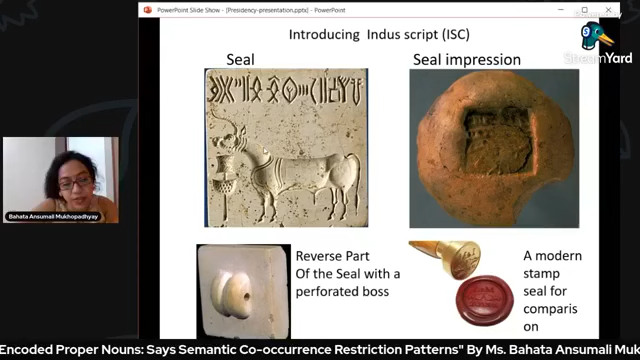 PowerPoint Slide Show - [Presidency-presentation.pptx] - PowerPoint
StreamYard
Introducing Indus script (ISC)
Seal
Seal impression
Bahata Ansumali Mukhopadhyay
Reverse Part
Of the Seal with a
perforated boss
A modern
stamp
seal for
comparis
on
Encoded Proper Nouns: Says Semantic Co-occurrence Restriction Patterns" By Ms. Bahata Ansumali Muk